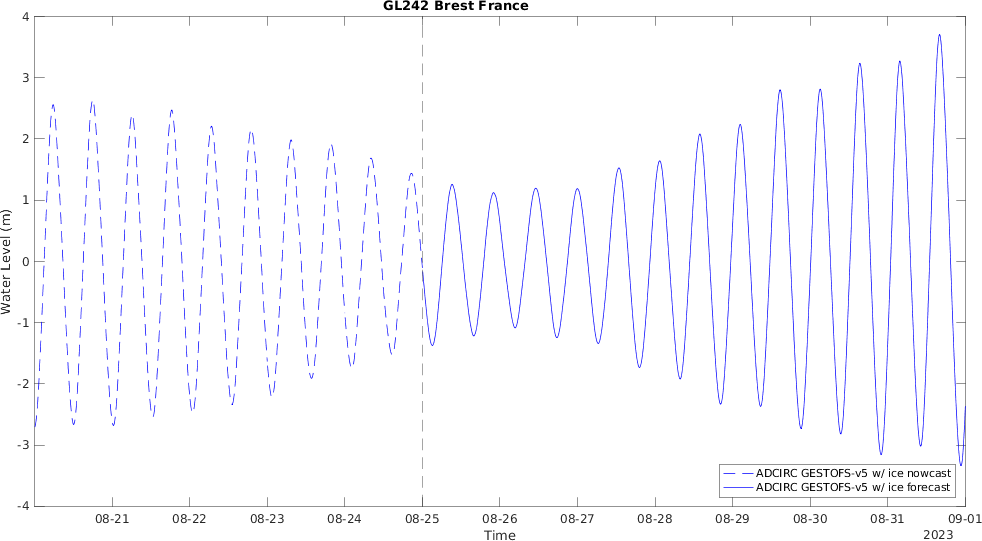 GL242 Brest France
4
3
2
1
0
-1
-2
-3
-4
Water Level (m)
ADCIRC GESTOFS-v5 w/ ice nowcast
ADCIRC GESTOFS-v5 w/ ice forecast
08-21 08-22 08-23 08-24 08-25 08-26 08-27 08-28 08-29 08-30 08-31 09-01
Time
2023